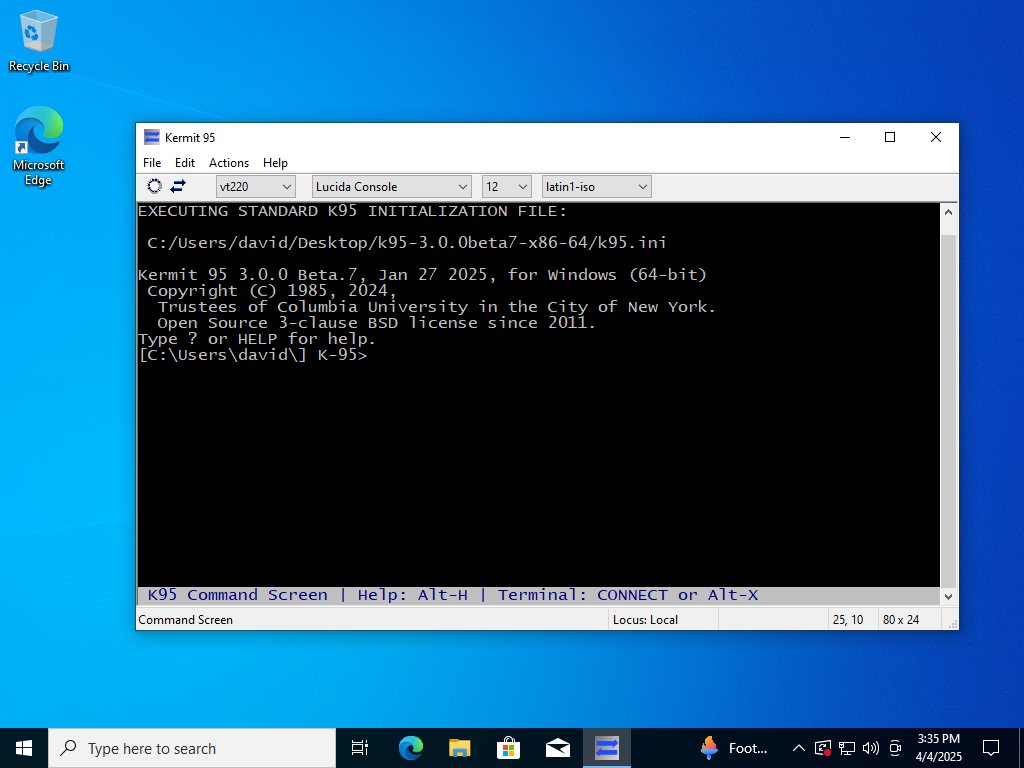 Recycle Bin
Microsoft
Edge
Kermit 95
File Edit Actions Help
vt220 Lucida Console 12 latin1-iso
EXECUTING STANDARD K95 INITIALIZATION FILE:
C:/Users/david/Desktop/k95-3.0.0beta7-x86-64/k95.ini
Kermit 95 3.0.0 Beta.7, Jan 27 2025, for Windows (64-bit)
Copyright (C) 1985, 2024,
Trustees of Columbia University in the City of New York.
Open Source 3-clause BSD license since 2011.
Type ? or HELP for help.
[C:\Users\david\] K-95>
K95 Command Screen | Help: Alt-H | Terminal: CONNECT or Alt-X
Command Screen Locus: Local 25, 10 80 x 24
Type here to search
Foot...
3:35 PM
4/4/2025